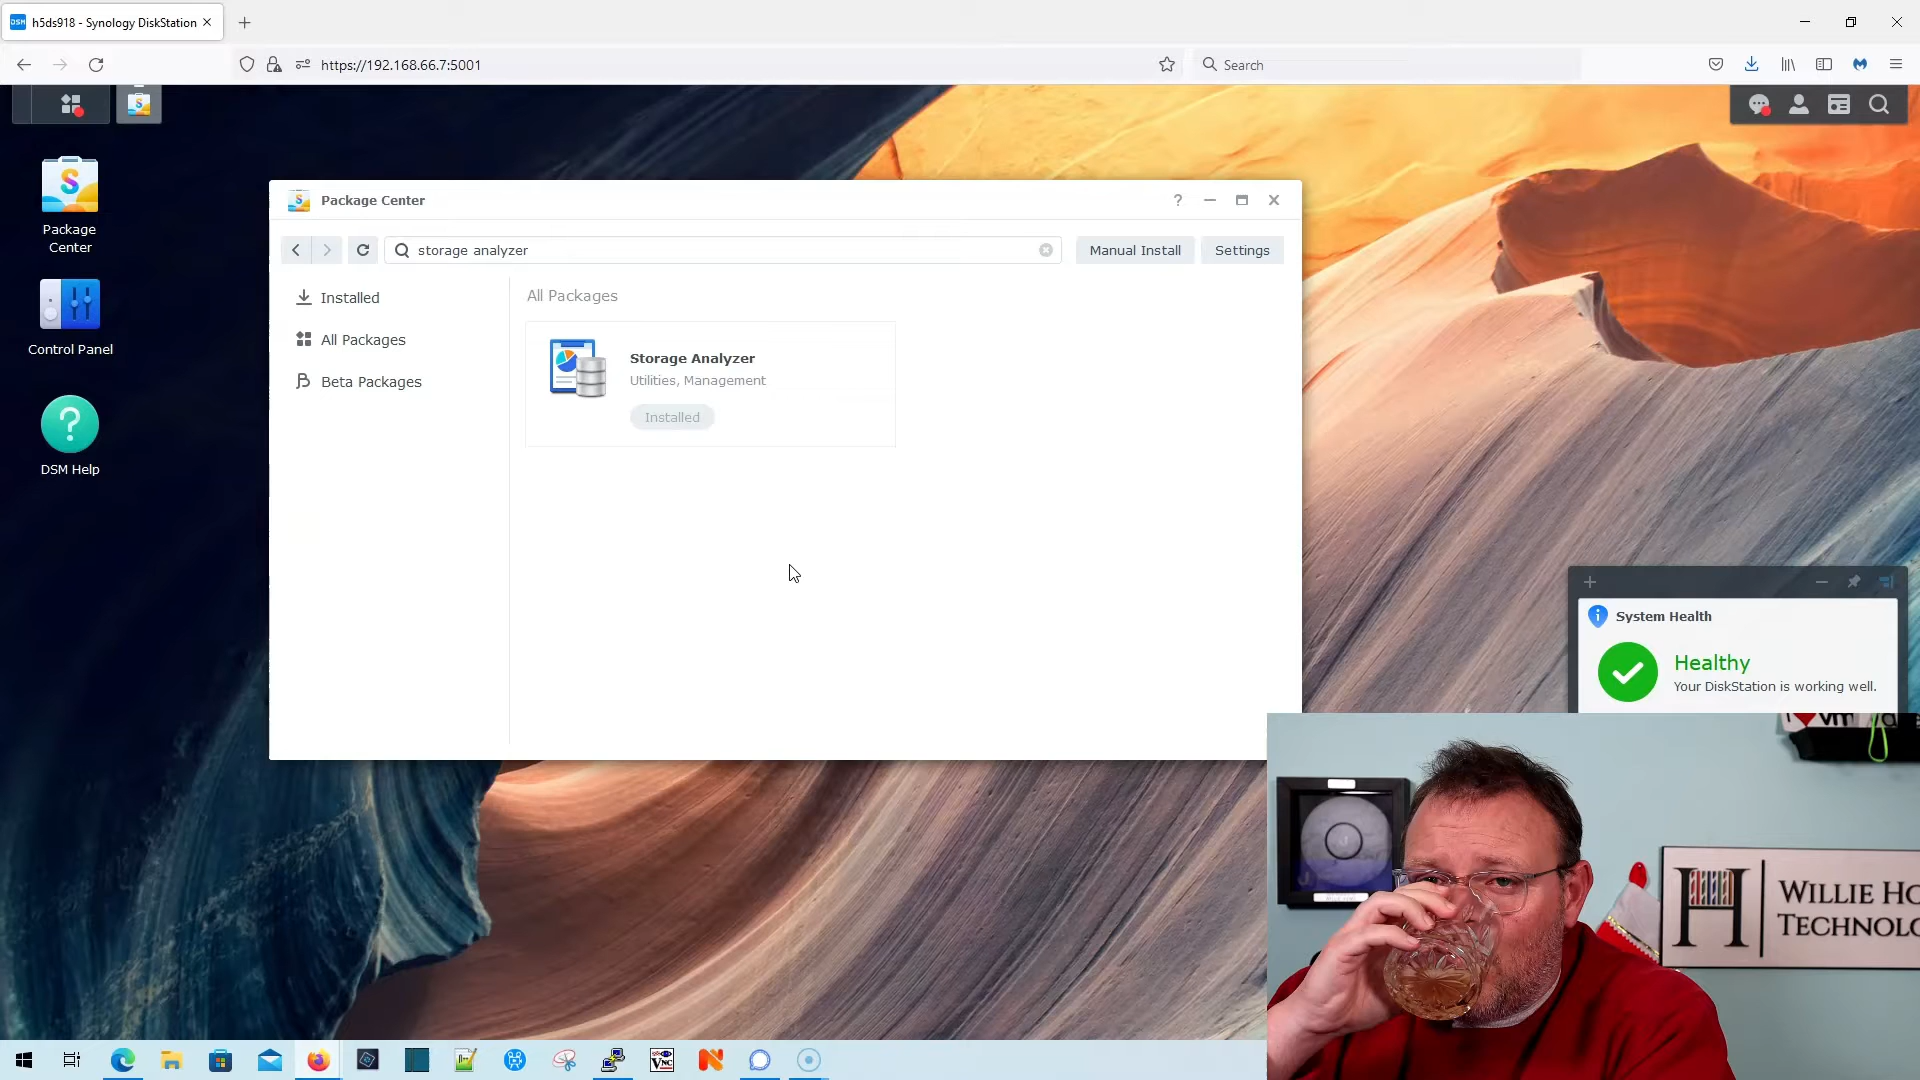 h5ds918 - Synology DiskStation
https://192.168.66.7:5001
Search
Package
Center
Control Panel
DSM Help
Package Center
storage analyzer
Manual Install
Settings
Installed
All Packages
Beta Packages
All Packages
Storage Analyzer
Utilities, Management
Installed
System Health
Healthy
Your DiskStation is working well.
WILLIE HO
TECHNOLO